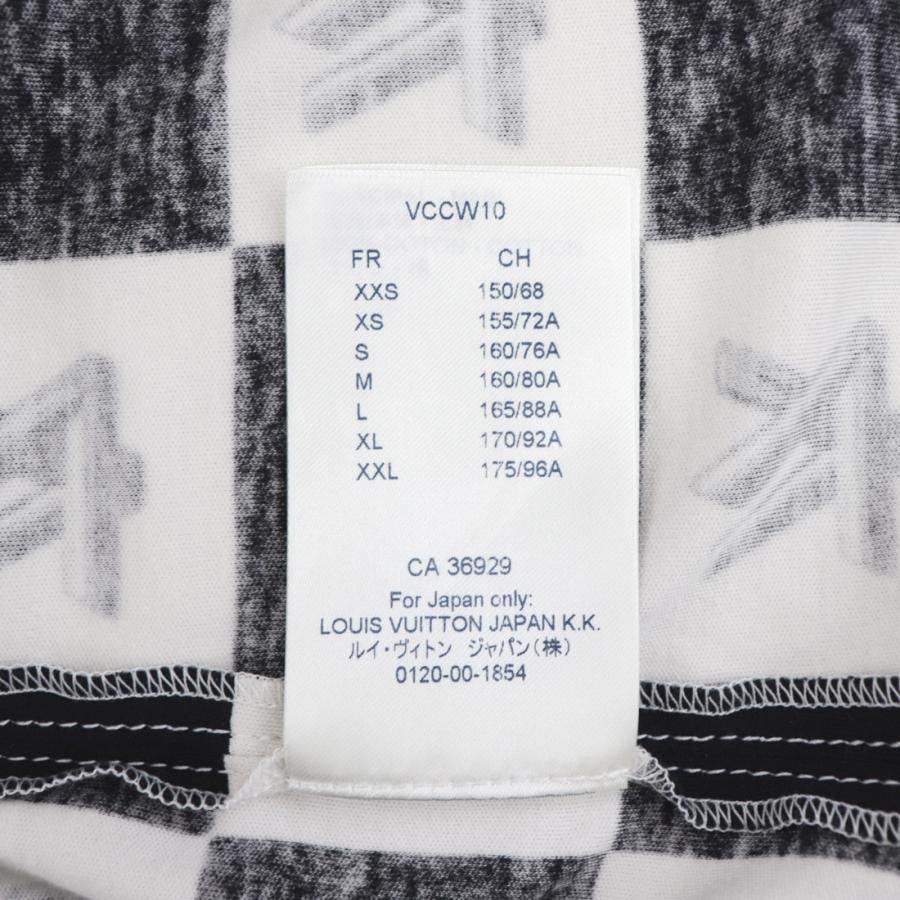 VCCW10
FR CH
XXS 150/68
XS 155/72A
S 160/76A
M 160/80A
L 165/88A
XL 170/92A
XXL 175/96A
CA 36929
For Japan only:
LOUIS VUITTON JAPAN K.K.
ルイ・ヴィトン ジャパン(株)
0120-00-1854